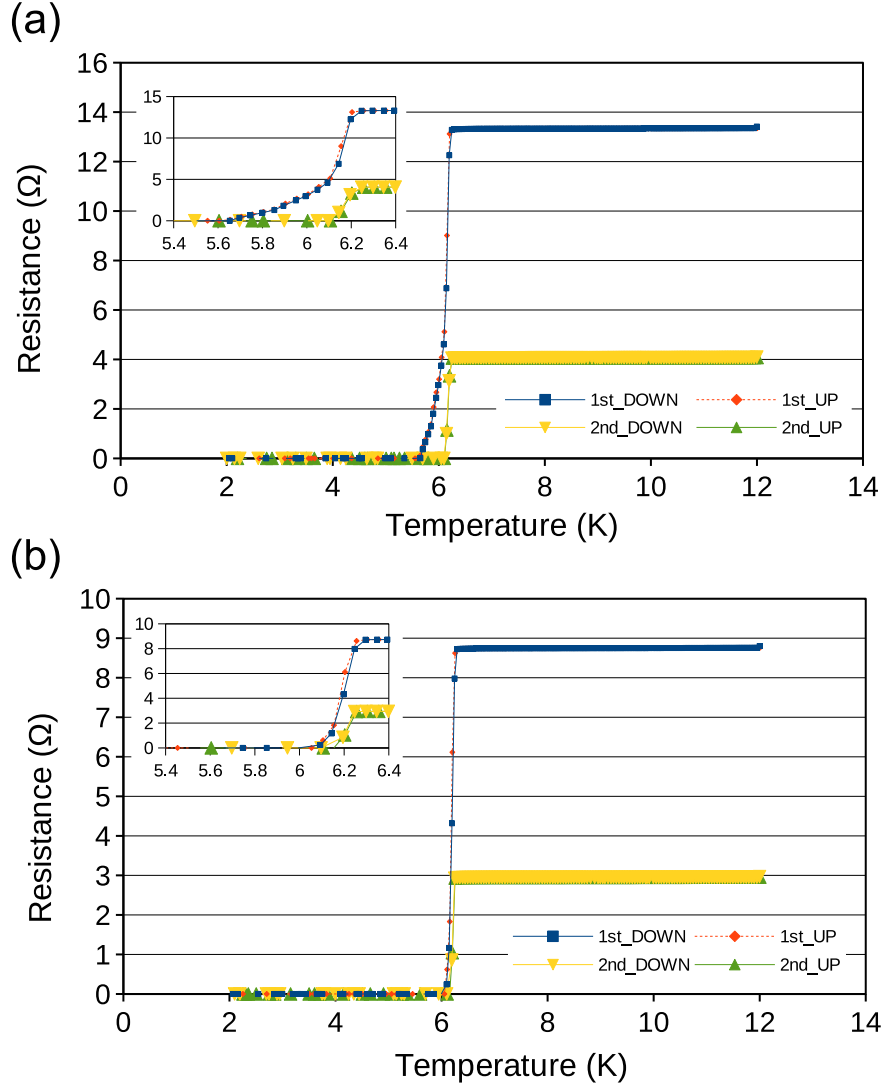 (a)
Resistance (Ω)
16
14
12
10
8
6
4
2
0
15
10
5
0
5.4 5.6 5.8 6 6.2 6.4
1st_DOWN 1st_UP
2nd_DOWN 2nd_UP
0 2 4 6 8 10 12 14
Temperature (K)
(b)
Resistance (Ω)
10
9
8
7
6
5
4
3
2
1
0
10
8
6
4
2
0
5.4 5.6 5.8 6 6.2 6.4
1st_DOWN 1st_UP
2nd_DOWN 2nd_UP
0 2 4 6 8 10 12 14
Temperature (K)